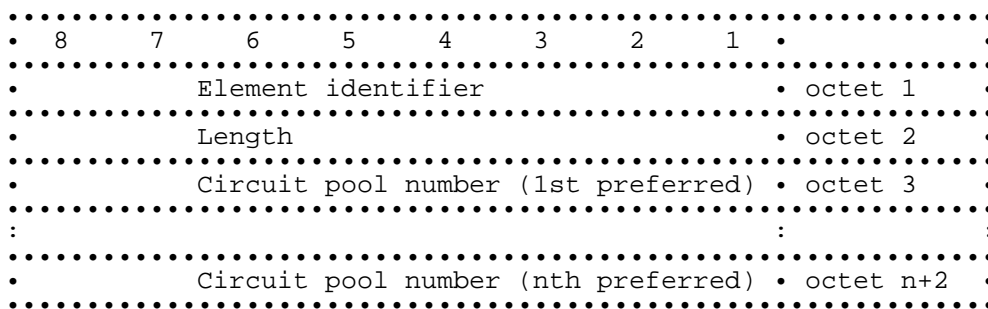 8 7 6 5 4 3 2 1
Element identifier octet 1
Length octet 2
Circuit pool number (1st preferred) octet 3
: : :
Circuit pool number (nth preferred) octet n+2